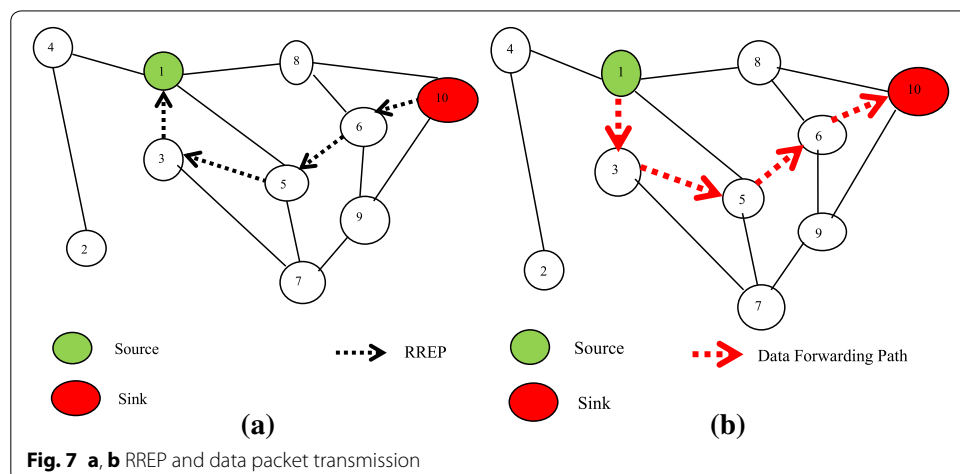 4
1
8
10
6
3
5
9
2
7
Source
RREP
Sink
(a)
4
1
8
10
6
3
5
9
2
7
Source
Data Forwarding Path
Sink
(b)
Fig. 7 a, b RREP and data packet transmission